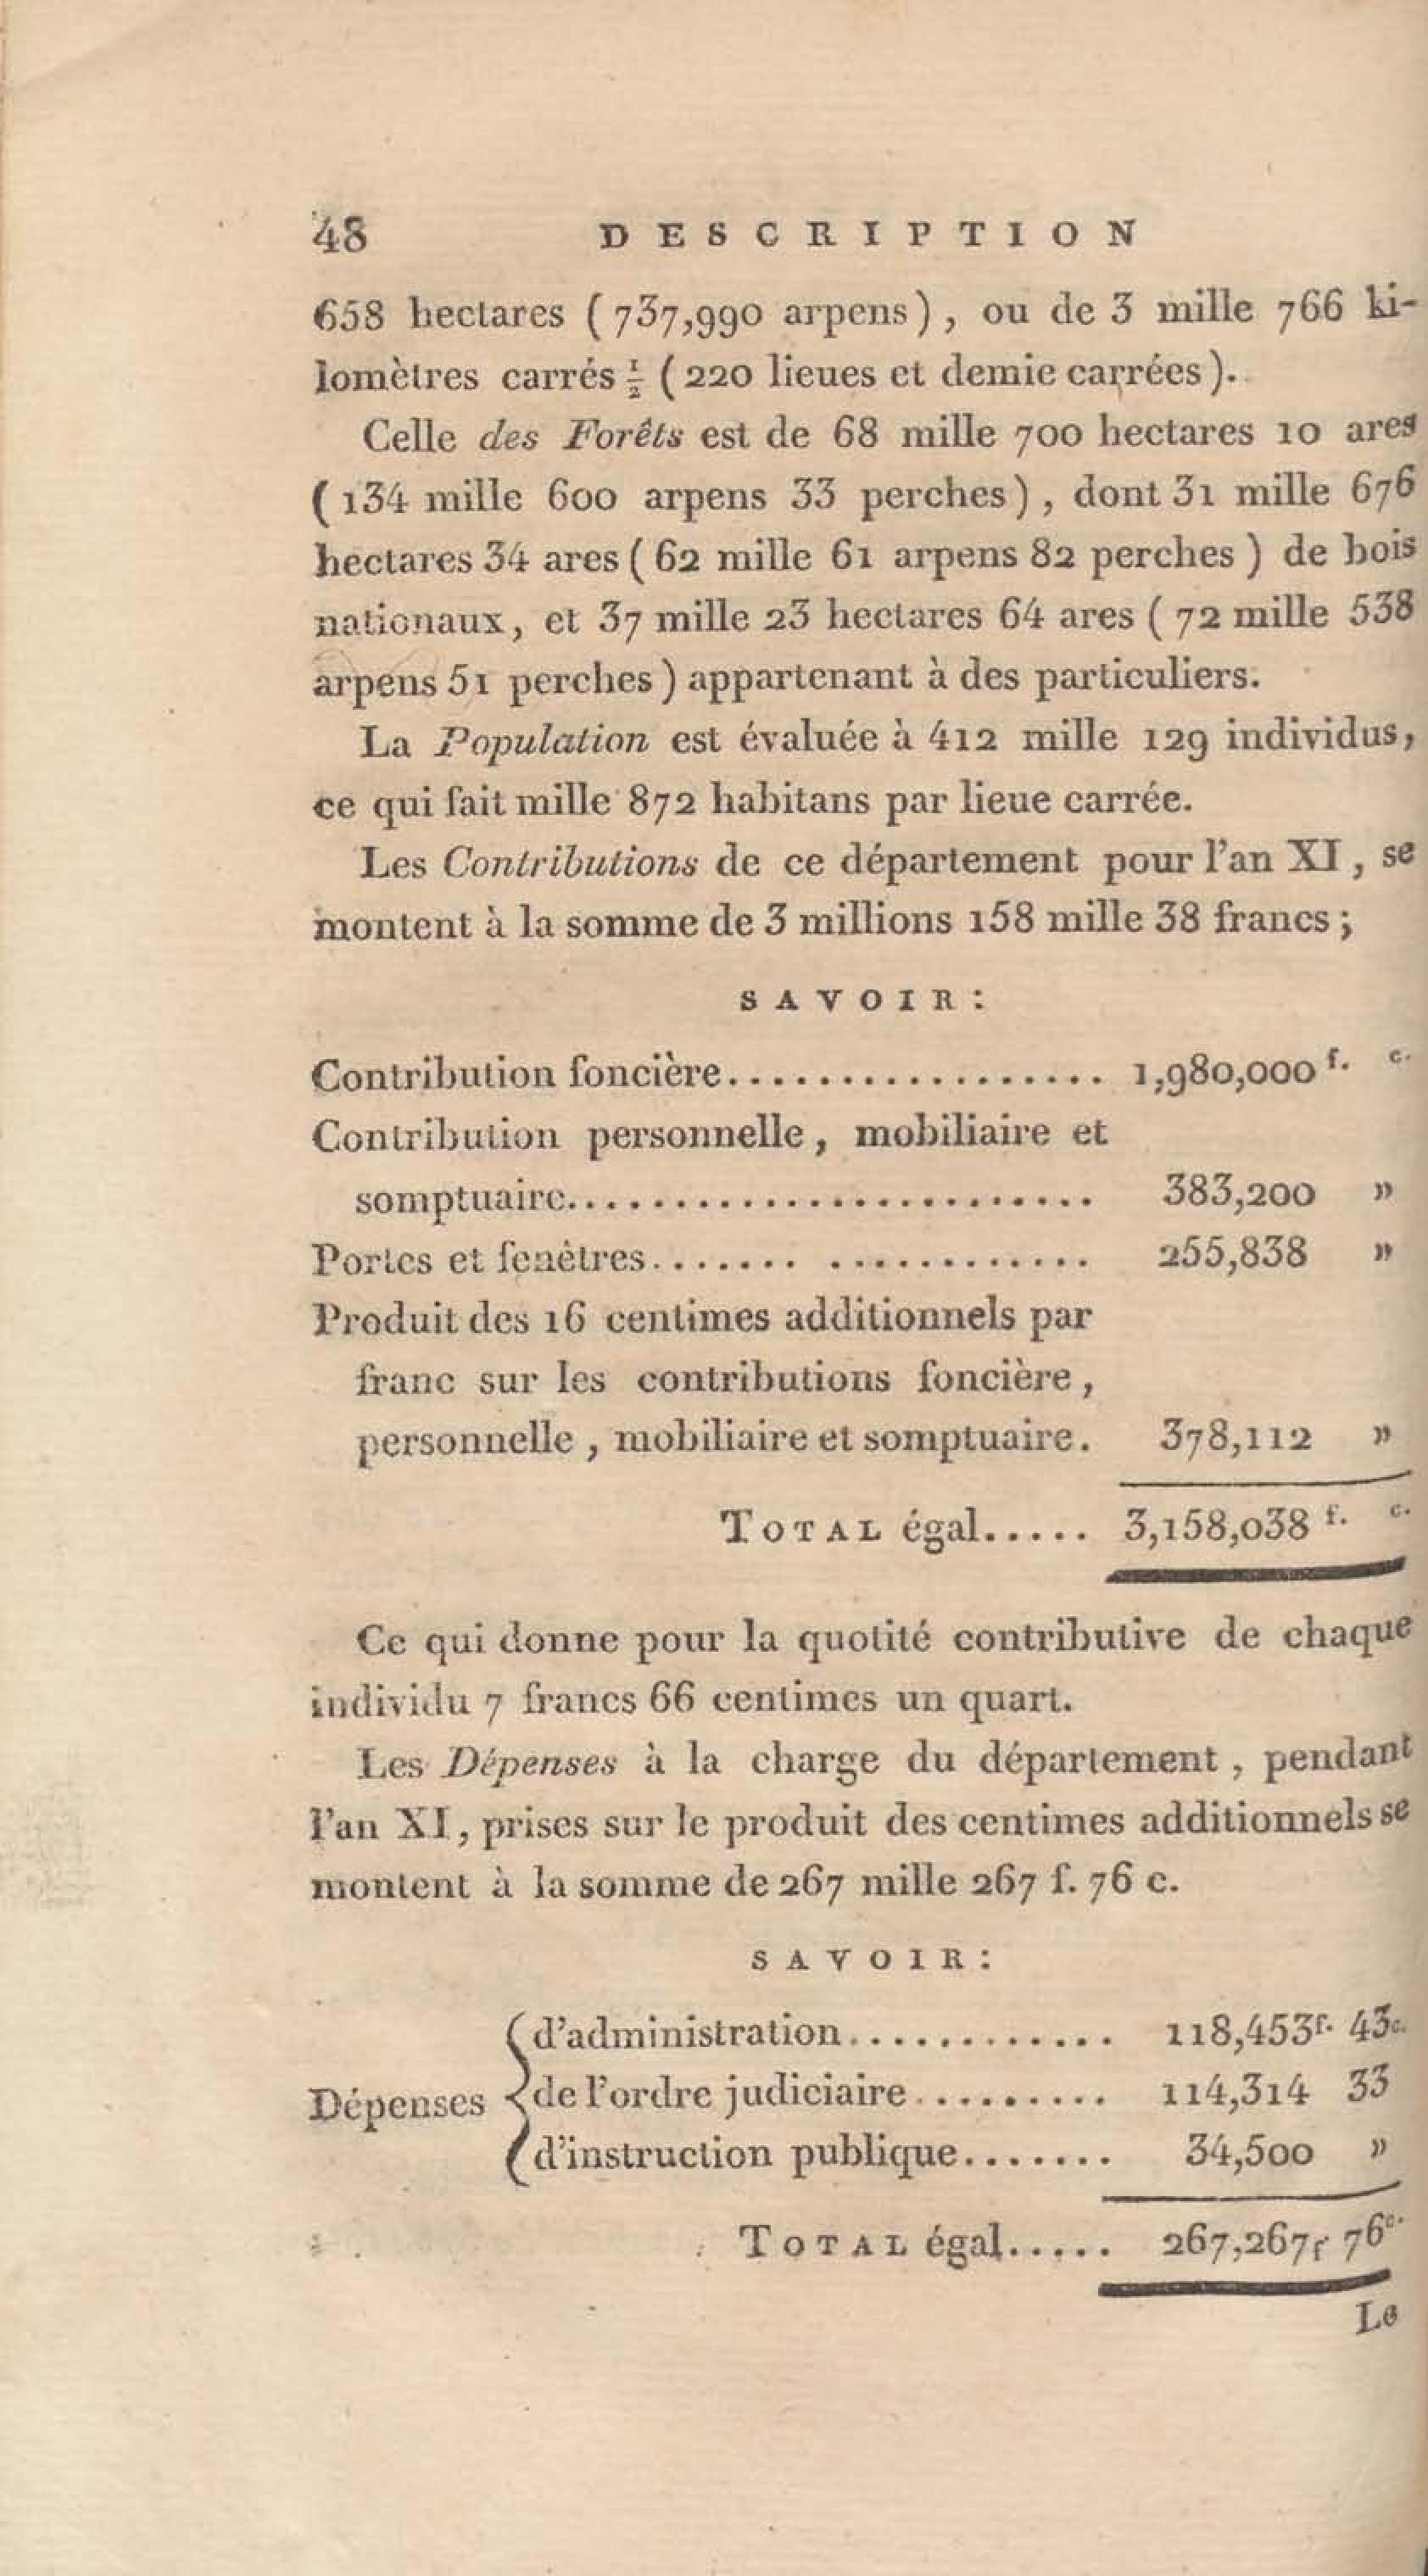 48 DESCRIPTION
658 hectares ( 737,990 arpens ) , ou de 3 mille 766 ki-
lomètres carrés ½ ( 220 lieues et demie carrées ).
Celle des Forêts est de 68 mille 700 hectares 10 ares
( 134 mille 600 arpens 33 perches ) , dont 31 mille 676
hectares 34 ares ( 62 mille 61 arpens 82 perches ) de bois
nationaux, et 37 mille 23 hectares 64 ares ( 72 mille 538
arpens 51 perches ) appartenant à des particuliers.
La Population est évaluée à 412 mille 129 individus,
ce qui fait mille 872 habitans par lieue carrée.
Les Contributions de ce département pour l'an XI , se
montent à la somme de 3 millions 158 mille 38 francs ;
SAVOIR :
Contribution foncière.................. 1,980,000 f. c.
Contribution personnelle , mobiliaire et
somptuaire......................... 383,200 »
Portes et fenêtres....... ............ 255,838 »
Produit des 16 centimes additionnels par
franc sur les contributions foncière ,
personnelle , mobiliaire et somptuaire. 378,112 »
TOTAL égal..... 3,158,038 f. c.
Ce qui donne pour la quotité contributive de chaque
individu 7 francs 66 centimes un quart.
Les Dépenses à la charge du département , pendant
l'an XI, prises sur le produit des centimes additionnels se
montent à la somme de 267 mille 267 f. 76 c.
SAVOIR :
d'administration............. 118,453f. 43c.
Dépenses de l'ordre judiciaire......... 114,314 33
d'instruction publique....... 34,500 »
TOTAL égal..... 267,267f 76c.
Le